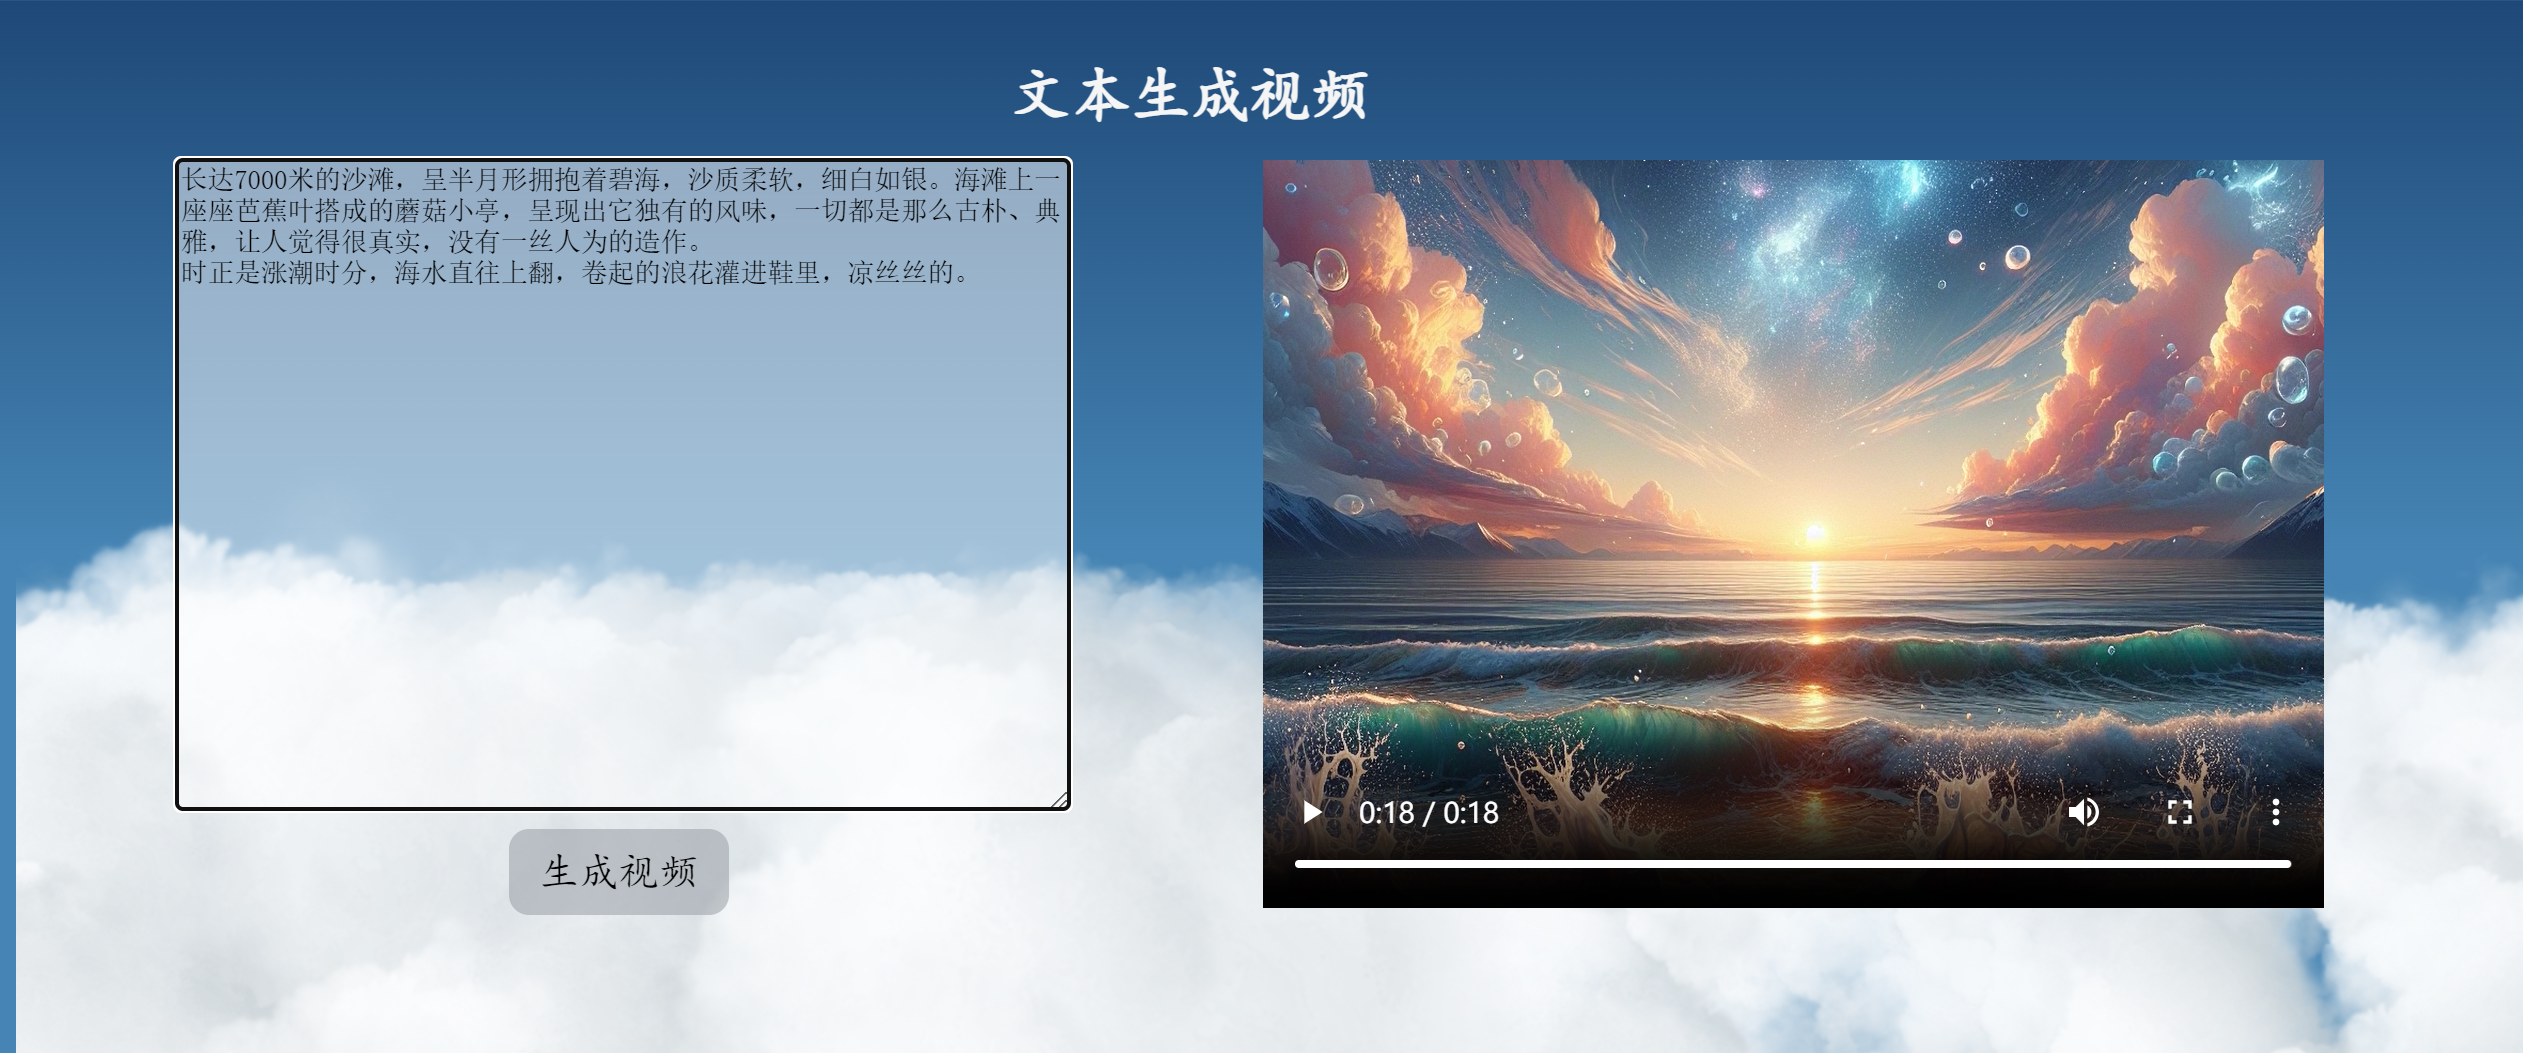 文本生成视频
长达7000米的沙滩，呈半月形拥抱着碧海，沙质柔软，细白如银。海滩上一
座座芭蕉叶搭成的蘑菇小亭，呈现出它独有的风味，一切都是那么古朴、典
雅，让人觉得很真实，没有一丝人为的造作。
时正是涨潮时分，海水直往上翻，卷起的浪花灌进鞋里，凉丝丝的。
生成视频
0:18 / 0:18